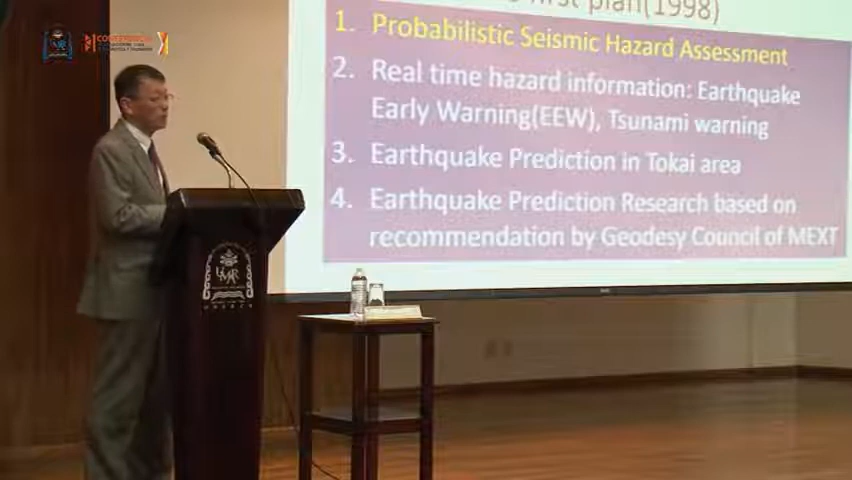 first plan(1998)
1. Probabilistic Seismic Hazard Assessment
2. Real time hazard information: Earthquake
Early Warning(EEW), Tsunami warning
3. Earthquake Prediction in Tokai area
4. Earthquake Prediction Research based on
recommendation by Geodesy Council of MEXT